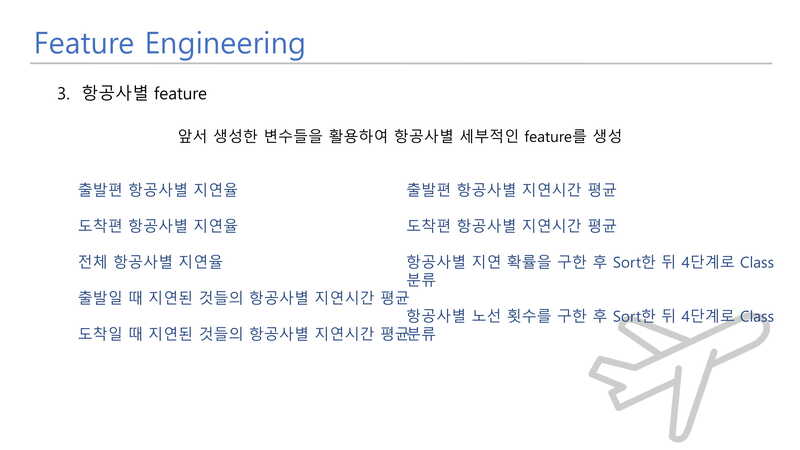 Feature Engineering
3. 항공사별 feature
앞서 생성한 변수들을 활용하여 항공사별 세부적인 feature를 생성
출발편 항공사별 지연율
도착편 항공사별 지연율
전체 항공사별 지연율
출발일 때 지연된 것들의 항공사별 지연시간 평균
도착일 때 지연된 것들의 항공사별 지연시간 평균
출발편 항공사별 지연시간 평균
도착편 항공사별 지연시간 평균
항공사별 지연 확률을 구한 후 Sort한 뒤 4단계로 Class
분류
항공사별 노선 횟수를 구한 후 Sort한 뒤 4단계로 Class
분류